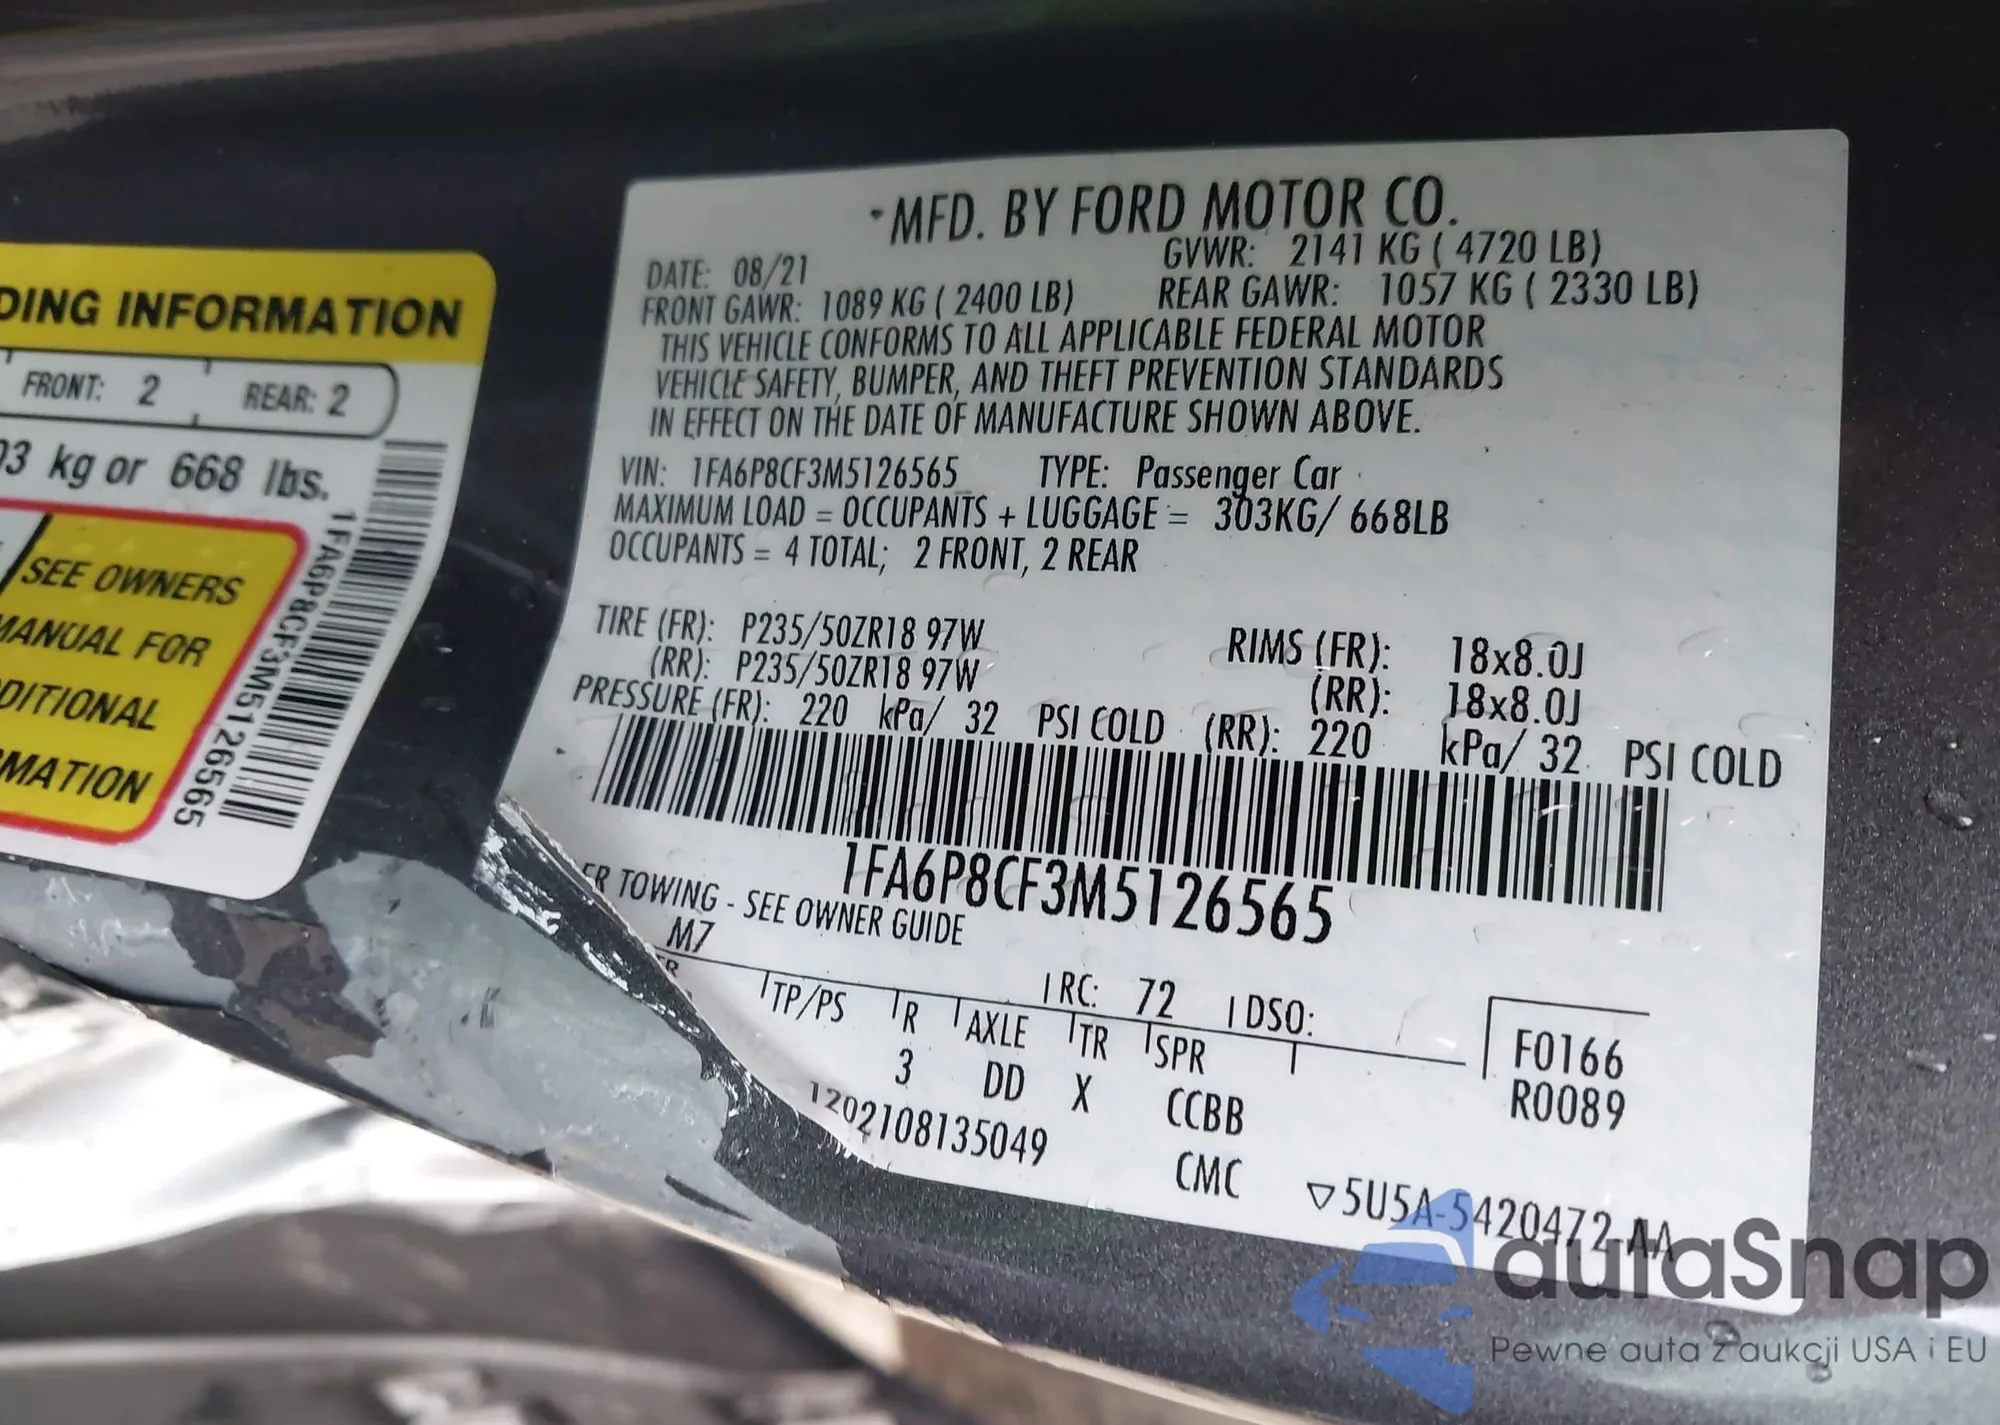 DING INFORMATION
FRONT: 2 REAR: 2
03 kg or 668 lbs.
SEE OWNERS
MANUAL FOR
DITIONAL
MATION
1FA6P8CF3M5126565
MFD. BY FORD MOTOR CO.
DATE: 08/21 GVWR: 2141 KG ( 4720 LB)
FRONT GAWR: 1089 KG ( 2400 LB) REAR GAWR: 1057 KG ( 2330 LB)
THIS VEHICLE CONFORMS TO ALL APPLICABLE FEDERAL MOTOR
VEHICLE SAFETY, BUMPER, AND THEFT PREVENTION STANDARDS
IN EFFECT ON THE DATE OF MANUFACTURE SHOWN ABOVE.
VIN: 1FA6P8CF3M5126565 TYPE: Passenger Car
MAXIMUM LOAD = OCCUPANTS + LUGGAGE = 303KG/ 668LB
OCCUPANTS = 4 TOTAL; 2 FRONT, 2 REAR
TIRE (FR): P235/50ZR18 97W RIMS (FR): 18x8.0J
(RR): P235/50ZR18 97W (RR): 18x8.0J
PRESSURE (FR): 220 kPa/ 32 PSI COLD (RR): 220 kPa/ 32 PSI COLD
1FA6P8CF3M5126565
ER TOWING - SEE OWNER GUIDE
M7 RC: 72 DSO:
TP/PS R AXLE TR SPR F0166
3 DD X CCBB R0089
1202108135049 CMC ▽5U5A-5420472-AA
autaSnap
Pewne auta z aukcji USA i EU